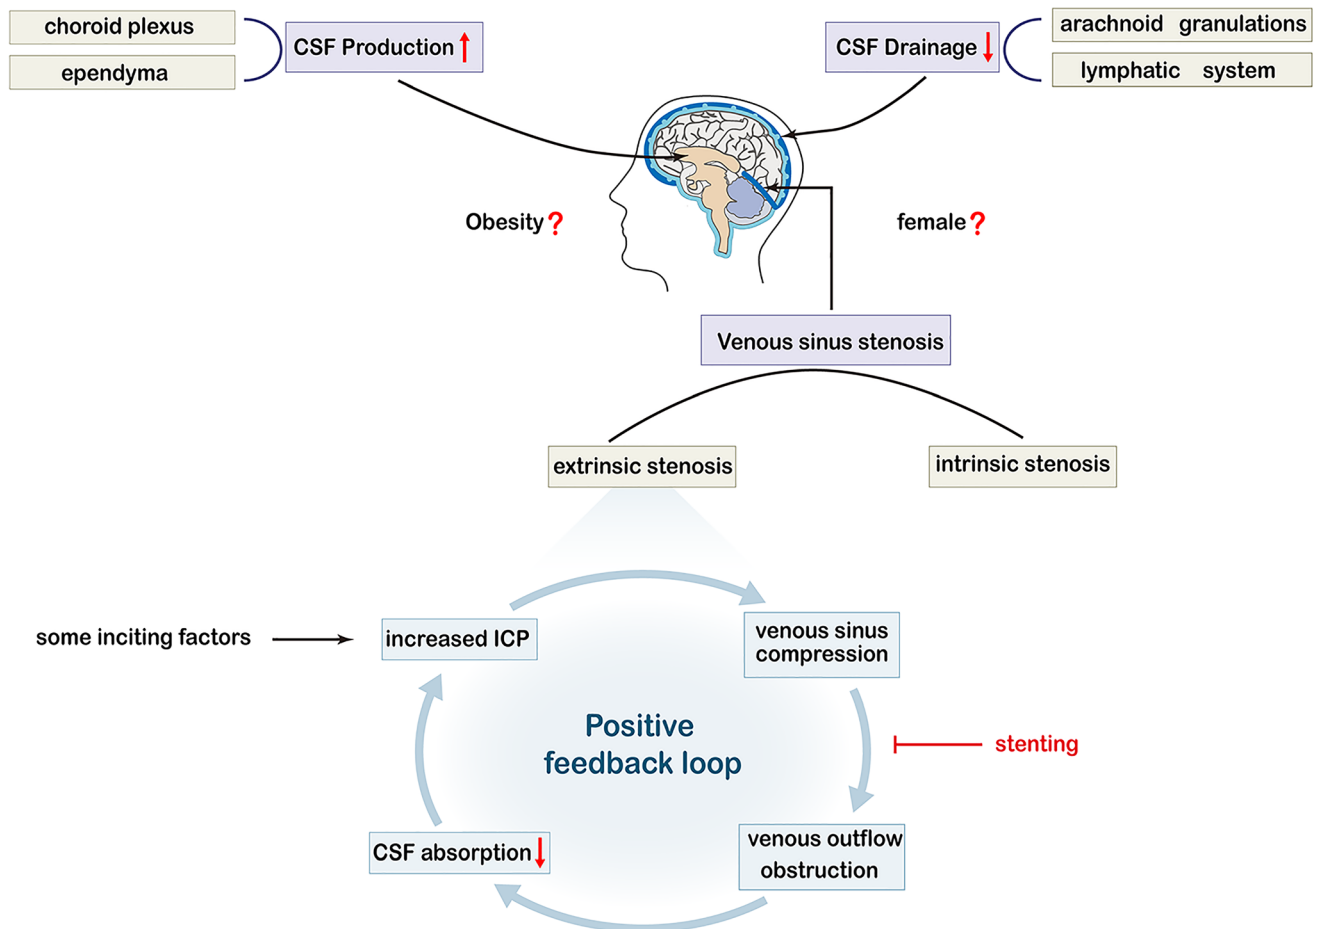 choroid plexus
ependyma
CSF Production
CSF Drainage
arachnoid granulations
lymphatic system
Obesity?
female?
Venous sinus stenosis
extrinsic stenosis
intrinsic stenosis
some inciting factors
increased ICP
venous sinus
compression
Positive
feedback loop
stenting
CSF absorption
venous outflow
obstruction